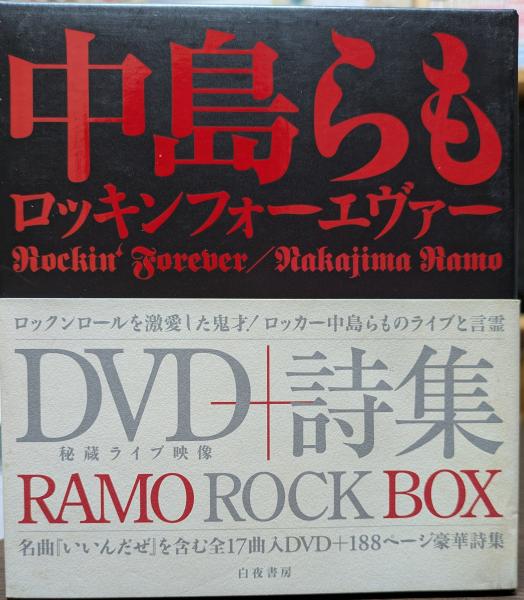 中島らも
ロッキンフォーエヴァー
Rockin' Forever/Nakajima Ramo
ロックンロールを激愛した鬼才!ロッカー中島らものライブと言霊
DVD+詩集
秘蔵ライブ映像
RAMO ROCK BOX
名曲『いいんだぜ』を含む全17曲入DVD+188ページ豪華詩集
白夜書房